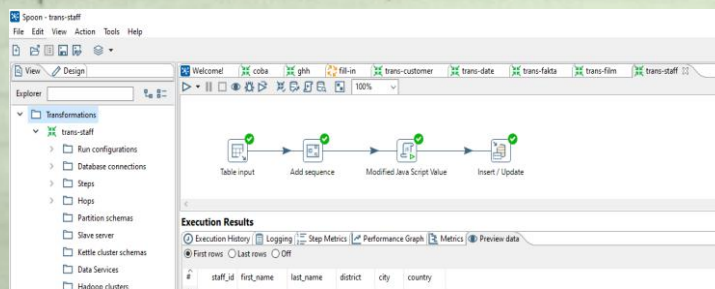 Spoon - trans-staff
File Edit View Action Tools Help
View Design
Welcome! coba ghh fill-in trans-customer trans-date trans-fakta trans-film trans-staff
Explorer
100%
Transformations
trans-staff
Run configurations
Database connections
Steps
Hops
Partition schemas
Slave server
Kettle cluster schemas
Data Services
Hadoop clusters
Table input Add sequence Modified Java Script Value Insert / Update
Execution Results
Execution History Logging Step Metrics Performance Graph Metrics Preview data
First rows Last rows Off
# staff_id first_name last_name district city country